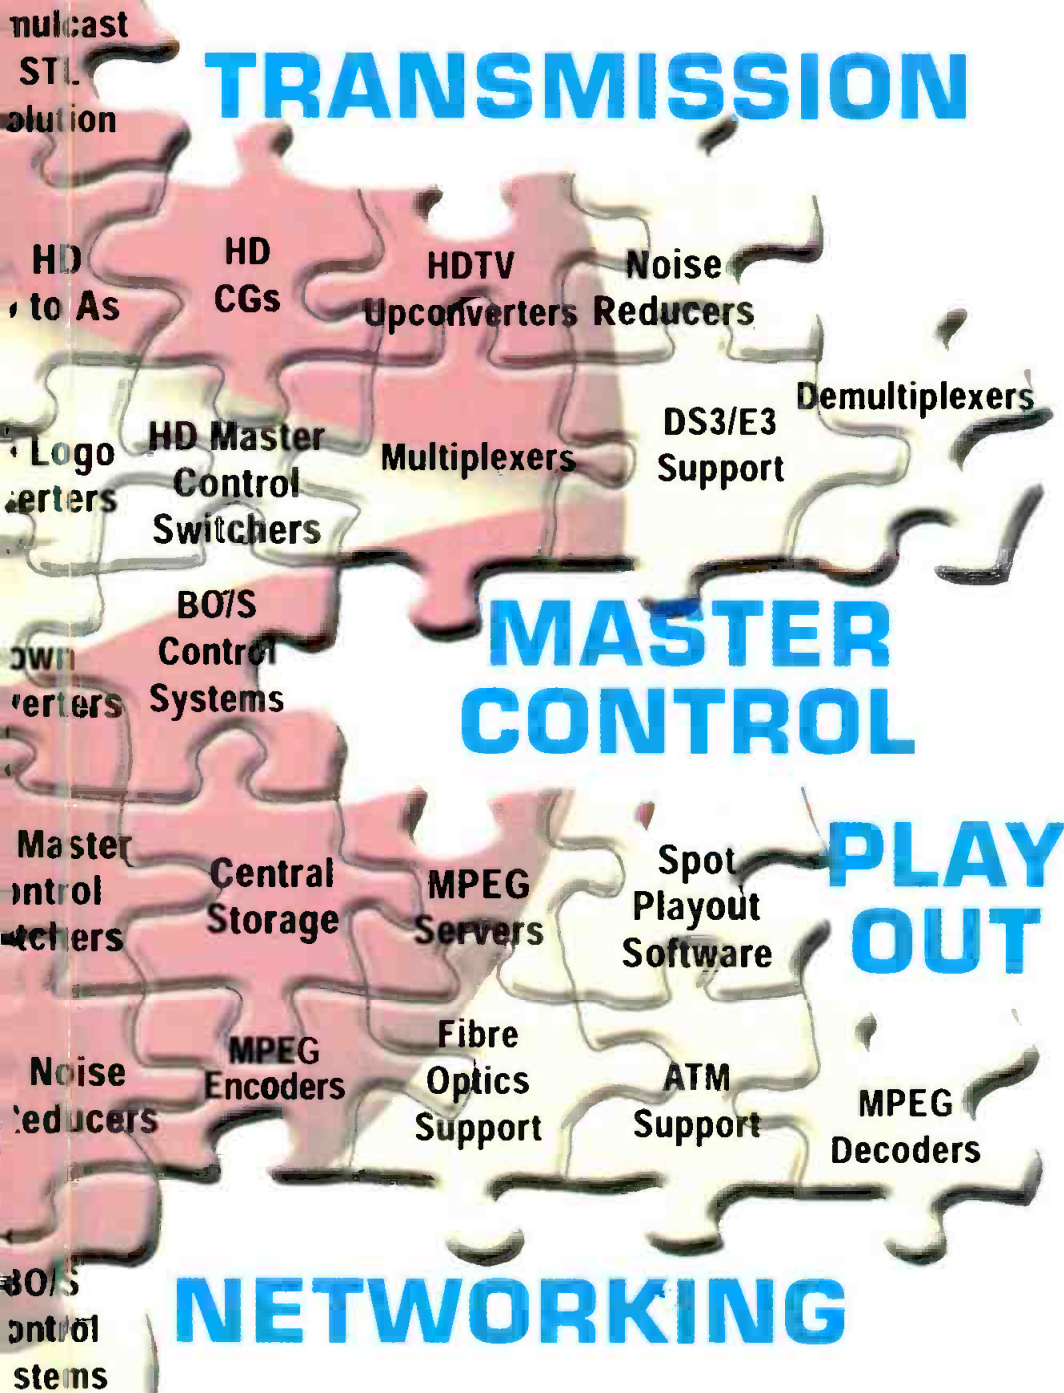 TRANSMISSION
HD
to As
HD
CGs
HDTV
Upconverters
Noise
Reducers
Logo
HD Master
Control
Switchers
Multiplexers
DS3/E3
Support
Demultiplexers
BO/S
Control
Systems
MASTER
CONTROL
Master
Central
Storage
MPEG
Servers
Spot
Playout
Software
PLAY
OUT
Noise
MPEG
Encoders
Fibre
Optics
Support
ATM
Support
MPEG
Decoders
NETWORKING